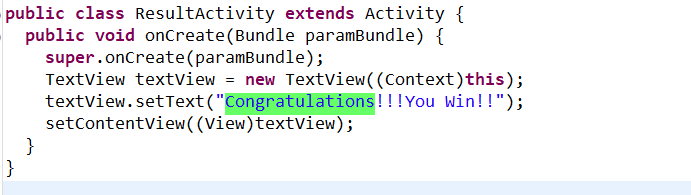 public class ResultActivity extends Activity {
  public void onCreate(Bundle paramBundle) {
    super.onCreate(paramBundle);
    TextView textView = new TextView((Context)this);
    textView.setText("Congratulations!!!You Win!!");
    setContentView((View)textView);
  }
}